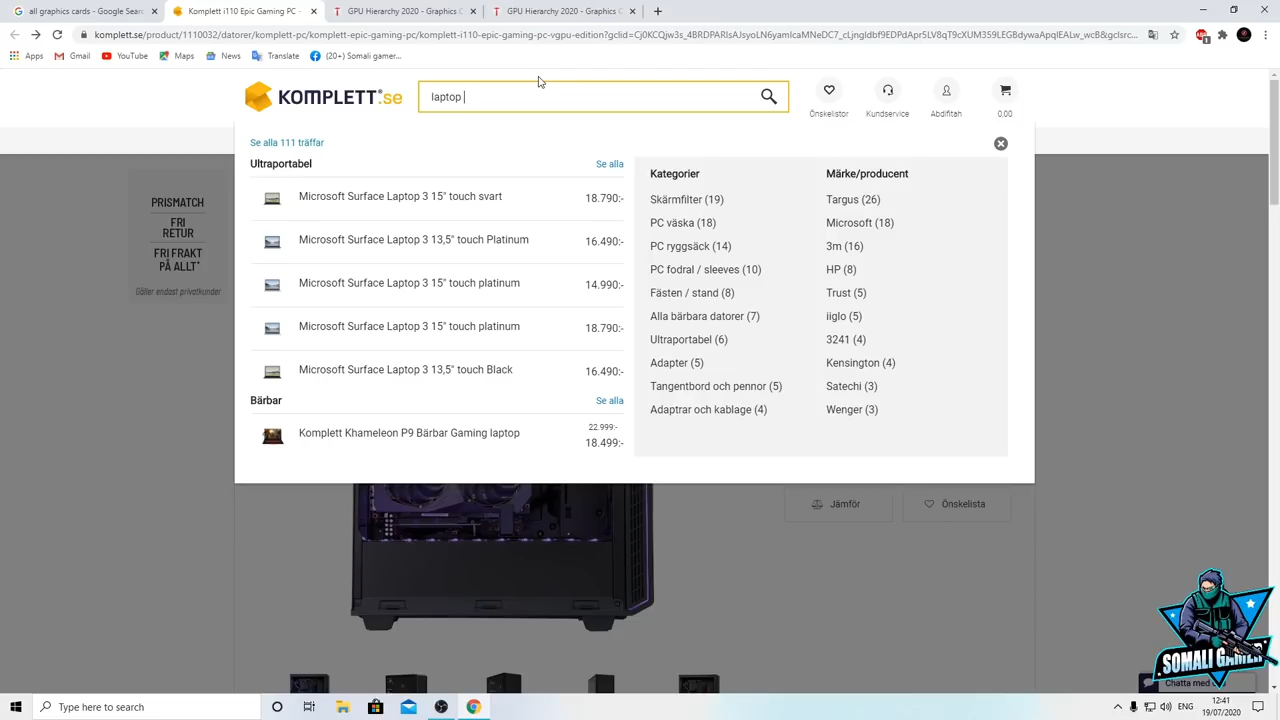 all graphics cards - Google Sear
Komplett i110 Epic Gaming PC -
GPU Hierarchy 2020 - Graphics C
GPU Hierarchy 2020 - Graphics C
komplett.se/product/1110032/datorer/komplett-pc/komplett-epic-gaming-pc/komplett-i110-epic-gaming-pc-vgpu-edition?gclid=
Apps
Gmail
YouTube
Maps
News
Translate
(20+) Somali gamer...
KOMPLETT.se
laptop
Önskelistor
Kundservice
Abdifitah
0,00
Se alla 111 träffar
Ultraportabel
Se alla
Microsoft Surface Laptop 3 15" touch svart
18.790:-
Microsoft Surface Laptop 3 13,5" touch Platinum
16.490:-
Microsoft Surface Laptop 3 15" touch platinum
14.990:-
Microsoft Surface Laptop 3 15" touch platinum
18.790:-
Microsoft Surface Laptop 3 13,5" touch Black
16.490:-
Bärbar
Se alla
Komplett Khameleon P9 Bärbar Gaming laptop
22.999:-
18.499:-
Kategorier
Skärmfilter (19)
PC väska (18)
PC ryggsäck (14)
PC fodral / sleeves (10)
Fästen / stand (8)
Alla bärbara datorer (7)
Ultraportabel (6)
Adapter (5)
Tangentbord och pennor (5)
Adaptrar och kablage (4)
Märke/producent
Targus (26)
Microsoft (18)
3m (16)
HP (8)
Trust (5)
iiglo (5)
3241 (4)
Kensington (4)
Satechi (3)
Wenger (3)
PRISMATCH
FRI
RETUR
FRI FRAKT
PÅ ALLT*
Gäller endast privatkunder
Jämför
Önskelista
SOMALI GAMER
Chatta med
Type here to search
ENG
12:41
19/07/2020